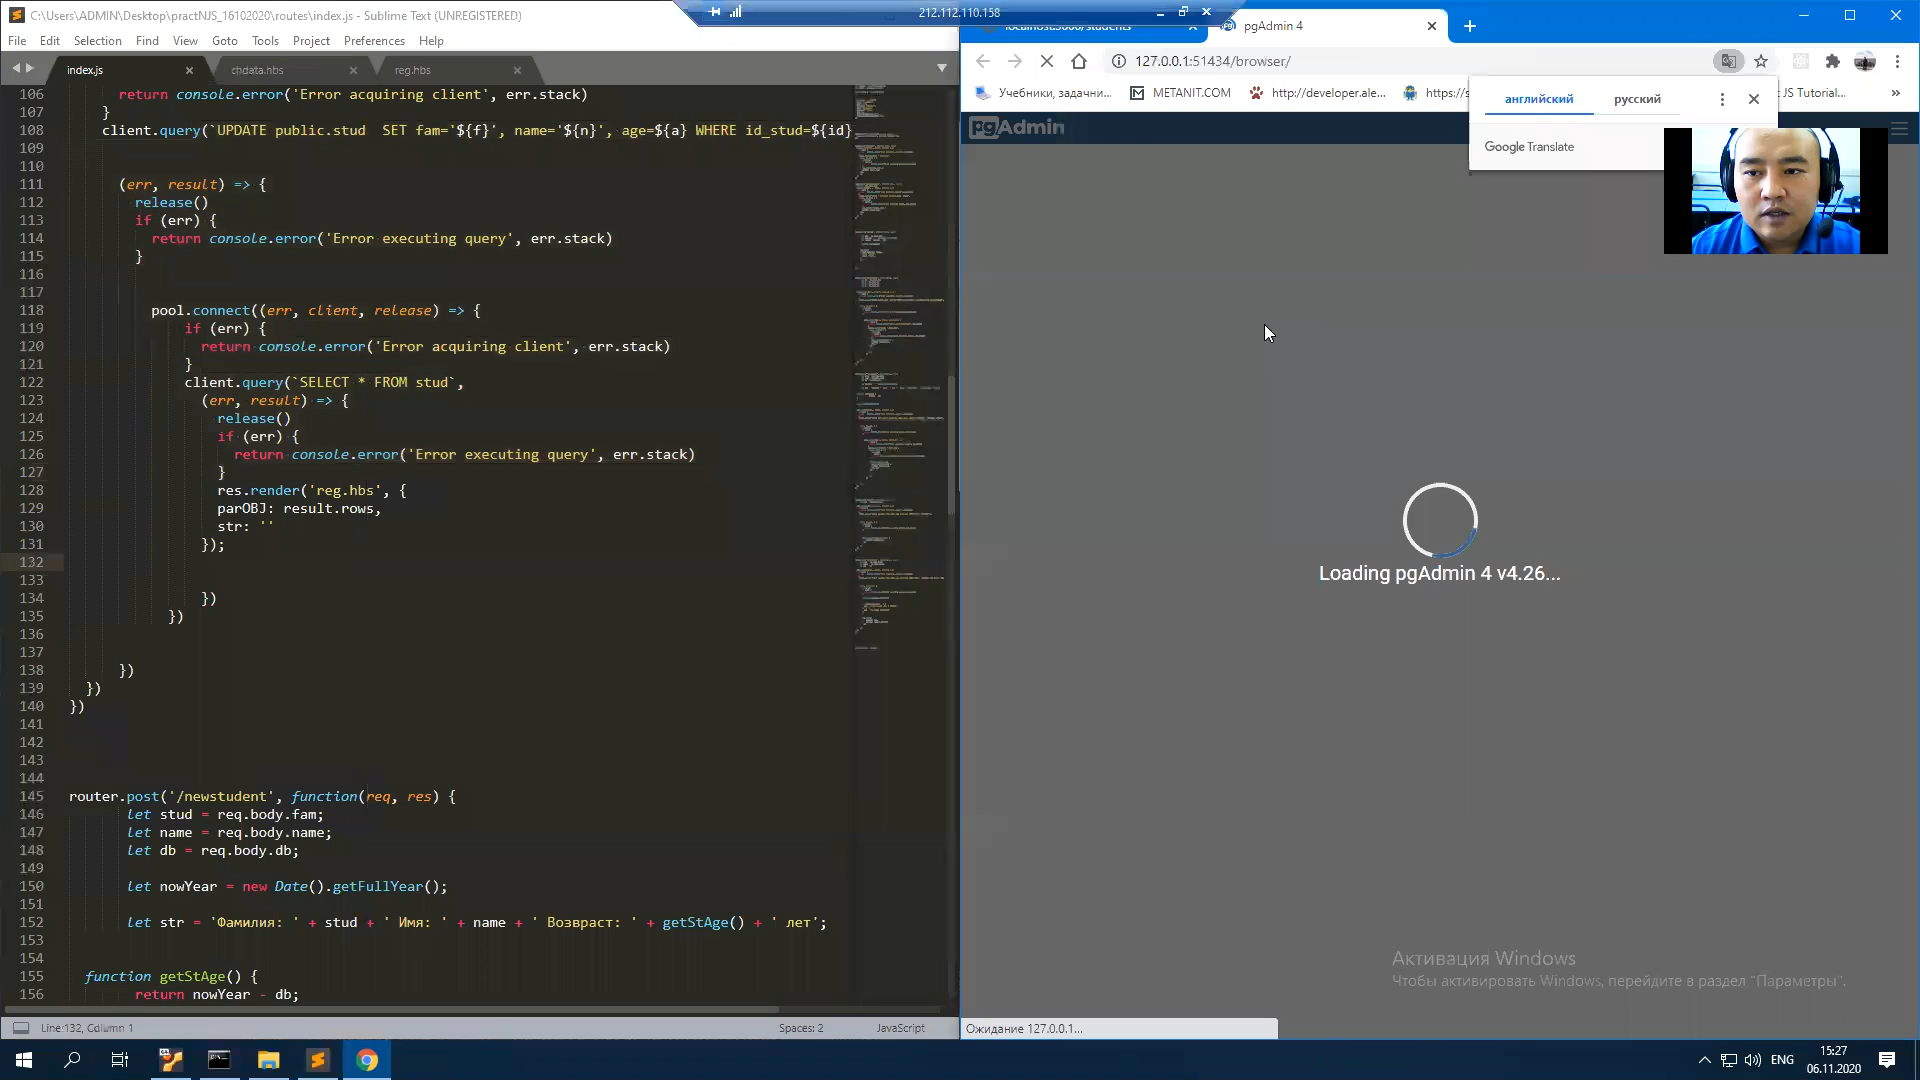 C:\Users\ADMIN\Desktop\practNJS_16102020\routes\index.js - Sublime Text (UNREGISTERED)
File Edit Selection Find View Goto Tools Project Preferences Help
index.js
chdata.hbs
reg.hbs
106 return console.error('Error acquiring client', err.stack)
107 }
108 client.query(`UPDATE public.stud  SET fam='${f}', name='${n}', age=${a} WHERE id_stud=${id}
109
110
111 (err, result) => {
112 release()
113 if (err) {
114 return console.error('Error executing query', err.stack)
115 }
116
117
118 pool.connect((err, client, release) => {
119 if (err) {
120 return console.error('Error acquiring client', err.stack)
121 }
122 client.query(`SELECT * FROM stud`,
123 (err, result) => {
124 release()
125 if (err) {
126 return console.error('Error executing query', err.stack)
127 }
128 res.render('reg.hbs', {
129 parOBJ: result.rows,
130 str: ''
131 });
132
133
134 })
135 })
136
137
138 })
139 })
140 })
141
142
143
144
145 router.post('/newstudent', function(req, res) {
146 let stud = req.body.fam;
147 let name = req.body.name;
148 let db = req.body.db;
149
150 let nowYear = new Date().getFullYear();
151
152 let str = 'Фамилия: ' + stud + ' Имя: ' + name + ' Возвраст: ' + getStAge() + ' лет';
153
154
155 function getStAge() {
156 return nowYear - db;
Line:132, Column 1
Spaces: 2
JavaScript
212.112.110.158
localhost:3000/students
pgAdmin 4
127.0.0.1:51434/browser/
Учебники, задачни...
METANIT.COM
http://developer.ale...
https://s
JS Tutorial...
»
английский
русский
Google Translate
pgAdmin
Loading pgAdmin 4 v4.26...
Активация Windows
Чтобы активировать Windows, перейдите в раздел "Параметры".
Ожидание 127.0.0.1...
ENG
15:27
06.11.2020